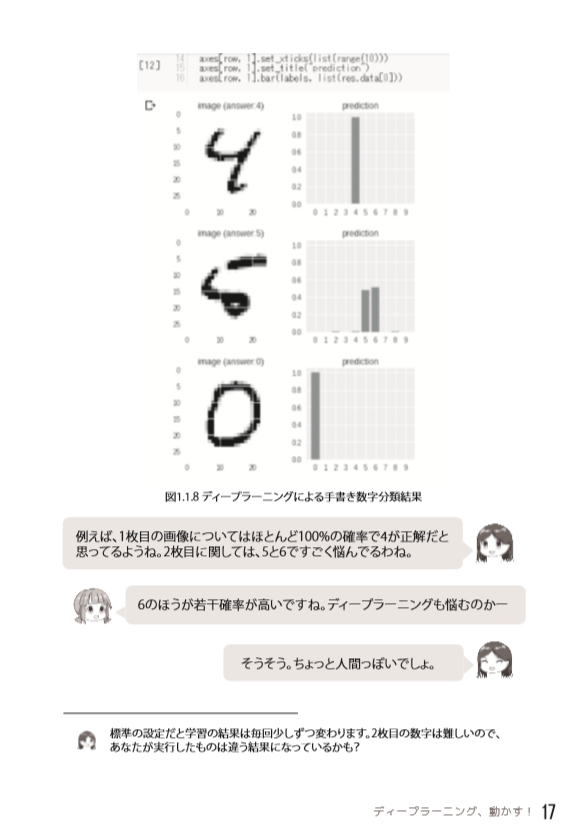 [12]
14 axes[row, 1].set_xticks(list(range(10)))
15 axes[row, 1].set_title("prediction")
16 axes[row, 1].bar(labels, list(res.data[0]))
image (answer:4) prediction
0 5 10 15 20 25
0 10 20
1.0 0.8 0.6 0.4 0.2 0.0
0 1 2 3 4 5 6 7 8 9
image (answer:5) prediction
0 5 10 15 20 25
0 10 20
1.0 0.8 0.6 0.4 0.2 0.0
0 1 2 3 4 5 6 7 8 9
image (answer:0) prediction
0 5 10 15 20 25
0 10 20
1.0 0.8 0.6 0.4 0.2 0.0
0 1 2 3 4 5 6 7 8 9
図1.1.8 ディープラーニングによる手書き数字分類結果
例えば、1枚目の画像についてはほとんど100%の確率で4が正解だと
思ってるようね。2枚目に関しては、5と6ですごく悩んでるわね。
6のほうが若干確率が高いですね。ディープラーニングも悩むのかー
そうそう。ちょっと人間っぽいでしょ。
標準の設定だと学習の結果は毎回少しずつ変わります。2枚目の数字は難しいので、
あなたが実行したものは違う結果になっているかも?
ディープラーニング、動かす! 17